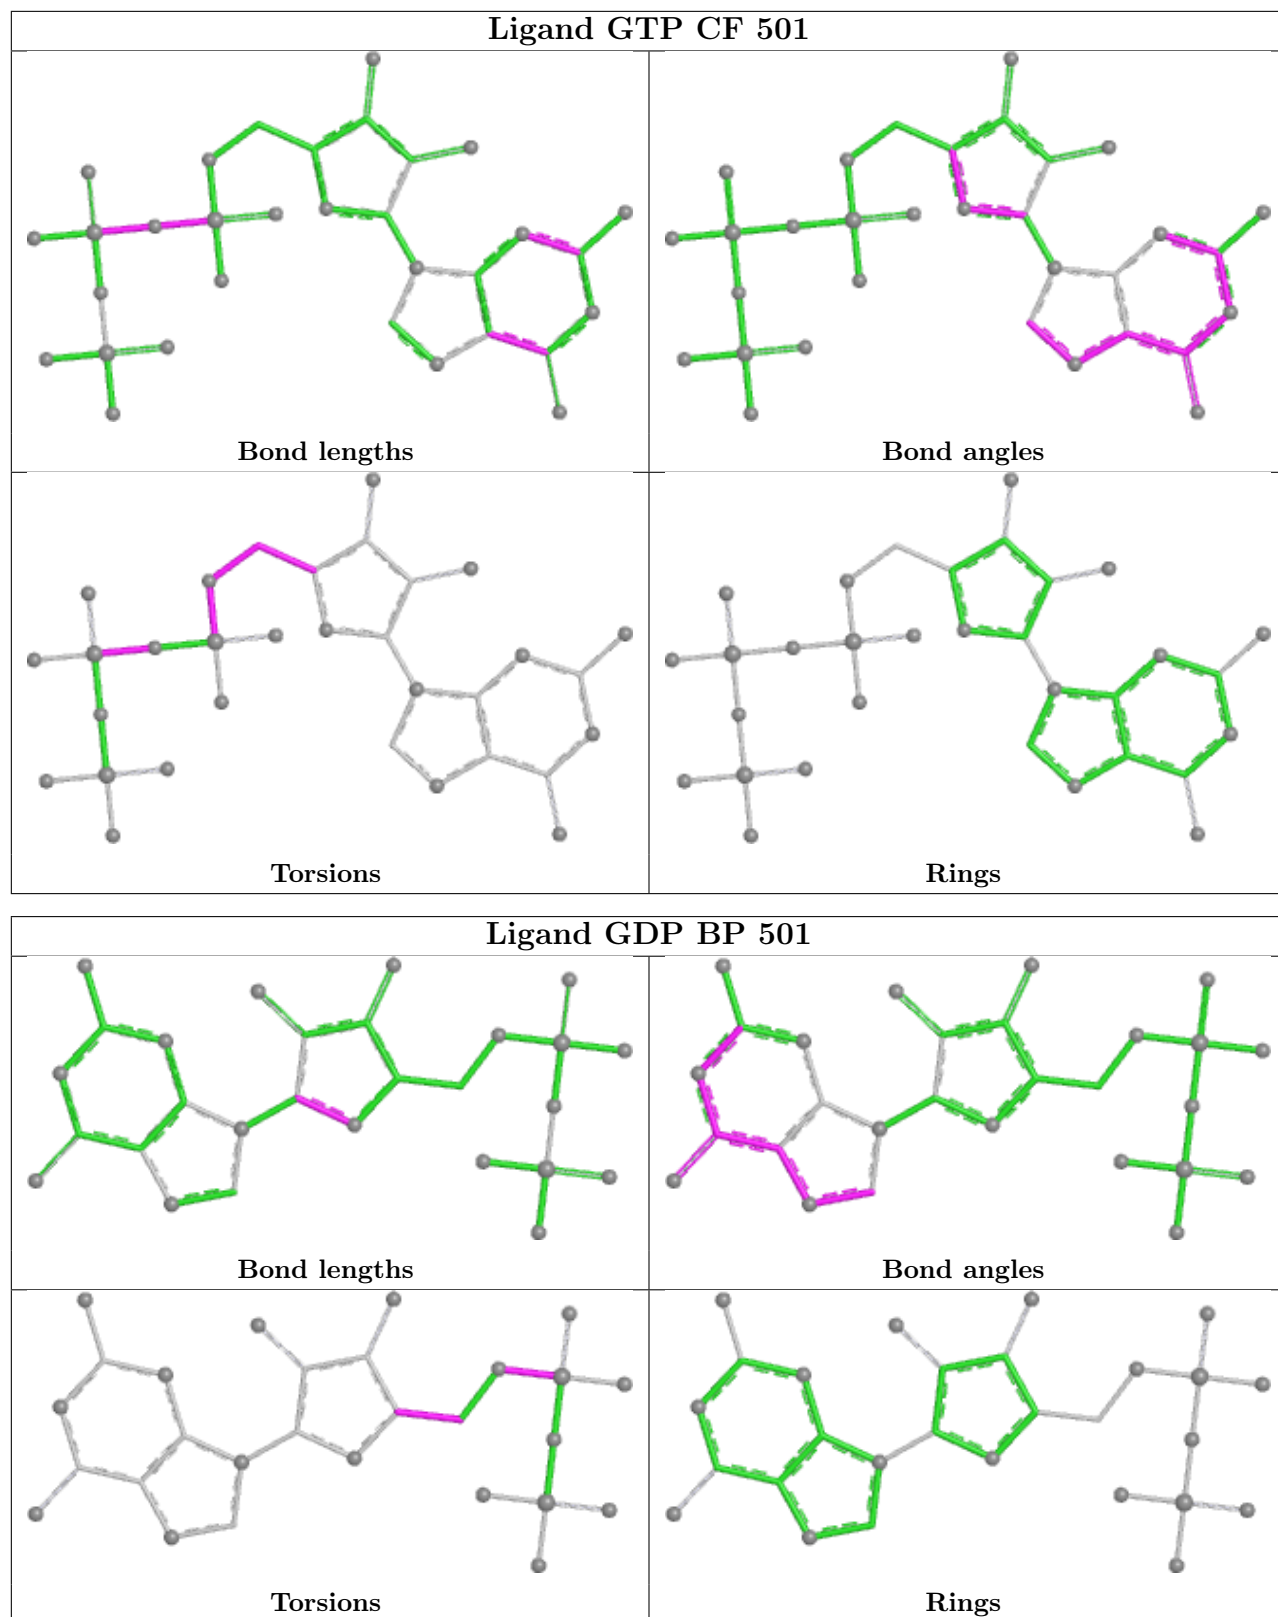 Ligand GTP CF 501
Bond lengths
Bond angles
Torsions
Rings
Ligand GDP BP 501
Bond lengths
Bond angles
Torsions
Rings